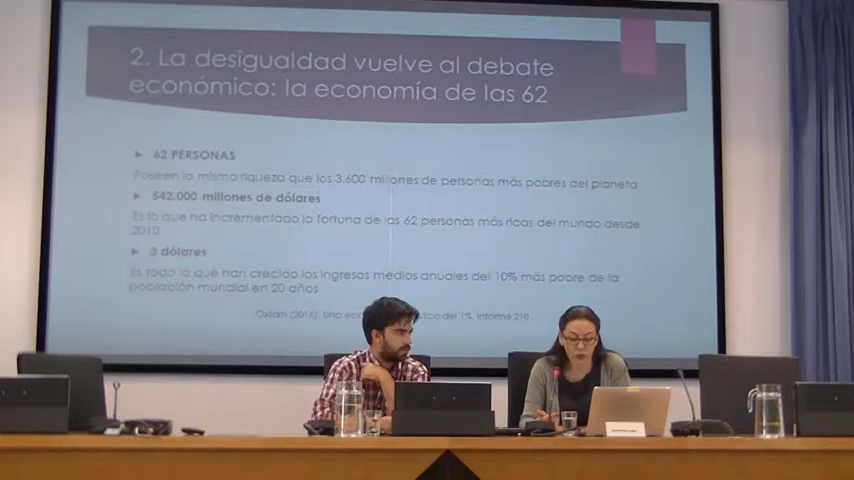 2. La desigualdad vuelve al debate
económico: la economía de las 62
62 PERSONAS
Poseen la misma riqueza que los 3.600 millones de personas más pobres del planeta
542.000 millones de dólares
Es lo que ha incrementado la fortuna de las 62 personas más ricas del mundo desde
2010
3 dólares
Es todo lo que han crecido los ingresos medios anuales del 10% más pobre de la
población mundial en 20 años
Oxfam (2016). Una del 1%. Informe 210